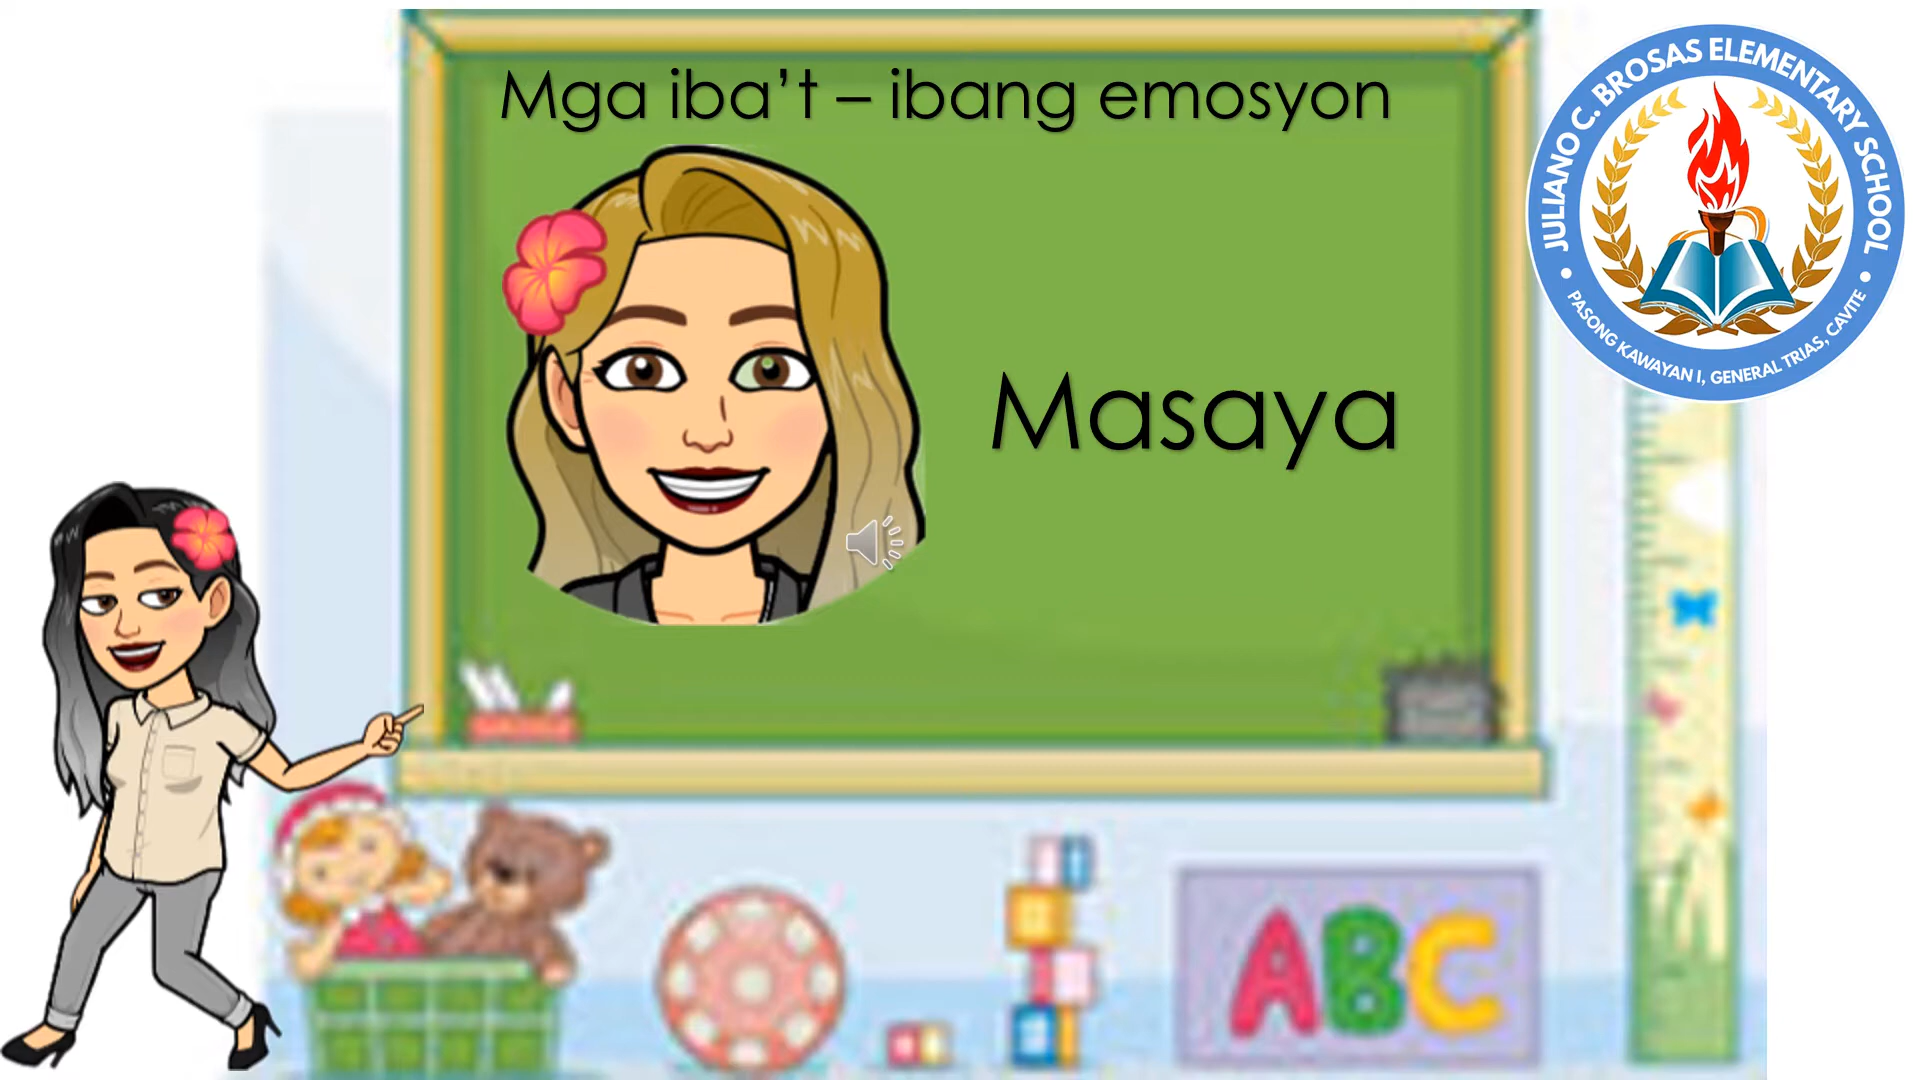 Mga iba’t – ibang emosyon
Masaya
JULIANO C. BROSAS ELEMENTARY SCHOOL
• PASONG KAWAYAN I, GENERAL TRIAS, CAVITE •
ABC